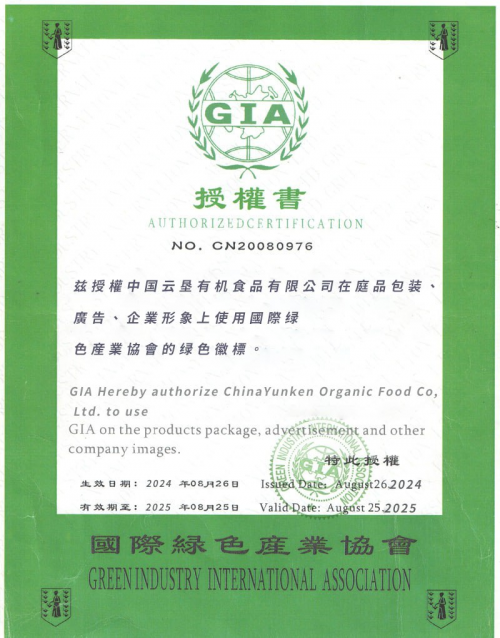 GIA
授權書
AUTHORIZEDCERTIFICATION
NO. CN20080976
兹授權中国云垦有机食品有限公司在庭品包装、
廣告、企業形象上使用國際绿
色産業協會的绿色徽標。
GIA Hereby authorize ChinaYunken Organic Food Co,
Ltd. to use
GIA on the products package, advertisement and other
company images.
特此授權
生效日期: 2024 年08月26日 Issued Date: August26.2024
有效期至: 2025 年08月25日 Valid Date: August 25.2025
國際緑色産業協會
GREEN INDUSTRY INTERNATIONAL ASSOCIATION